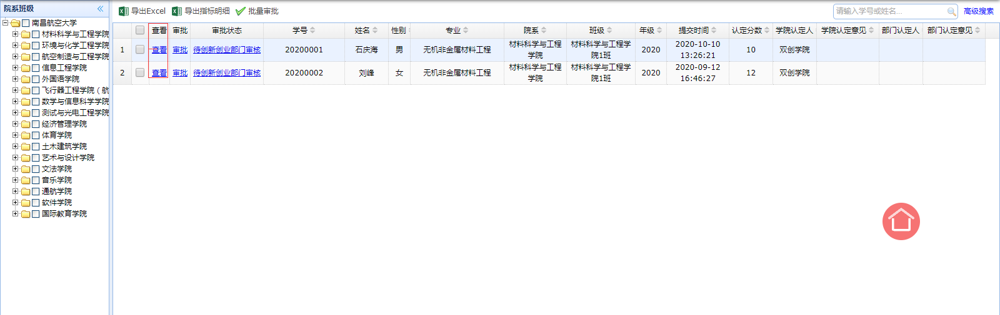 院系班级
南昌航空大学
材料科学与工程学院
环境与化学工程学院
航空制造与工程学院
信息工程学院
外国语学院
飞行器工程学院（航
数学与信息科学学院
测试与光电工程学院
经济管理学院
体育学院
土木建筑学院
艺术与设计学院
文法学院
音乐学院
通航学院
软件学院
国际教育学院
导出Excel 导出指标明细 批量审批 请输入学号或姓名... 高级搜索
查看 审批 审批状态 学号 姓名 性别 专业 院系 班级 年级 提交时间 认定分数 学院认定人 学院认定意见 部门认定人 部门认定意见
1 查看 审批 待创新创业部门审核 20200001 石庆海 男 无机非金属材料工程 材料科学与工程学院 材料科学与工程学院1班 2020 2020-10-10 13:26:21 10 双创学院
2 查看 审批 待创新创业部门审核 20200002 刘峰 女 无机非金属材料工程 材料科学与工程学院 材料科学与工程学院1班 2020 2020-09-12 16:46:27 12 双创学院